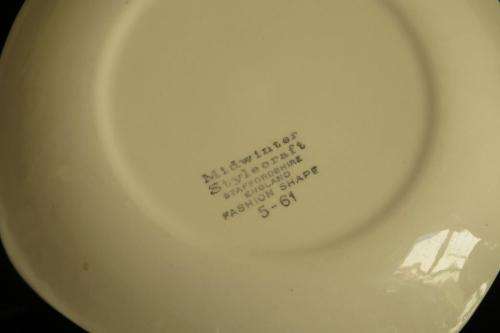 Midwinter
Stylecraft
STAFFORDSHIRE
ENGLAND
FASHION SHAPE
5-61